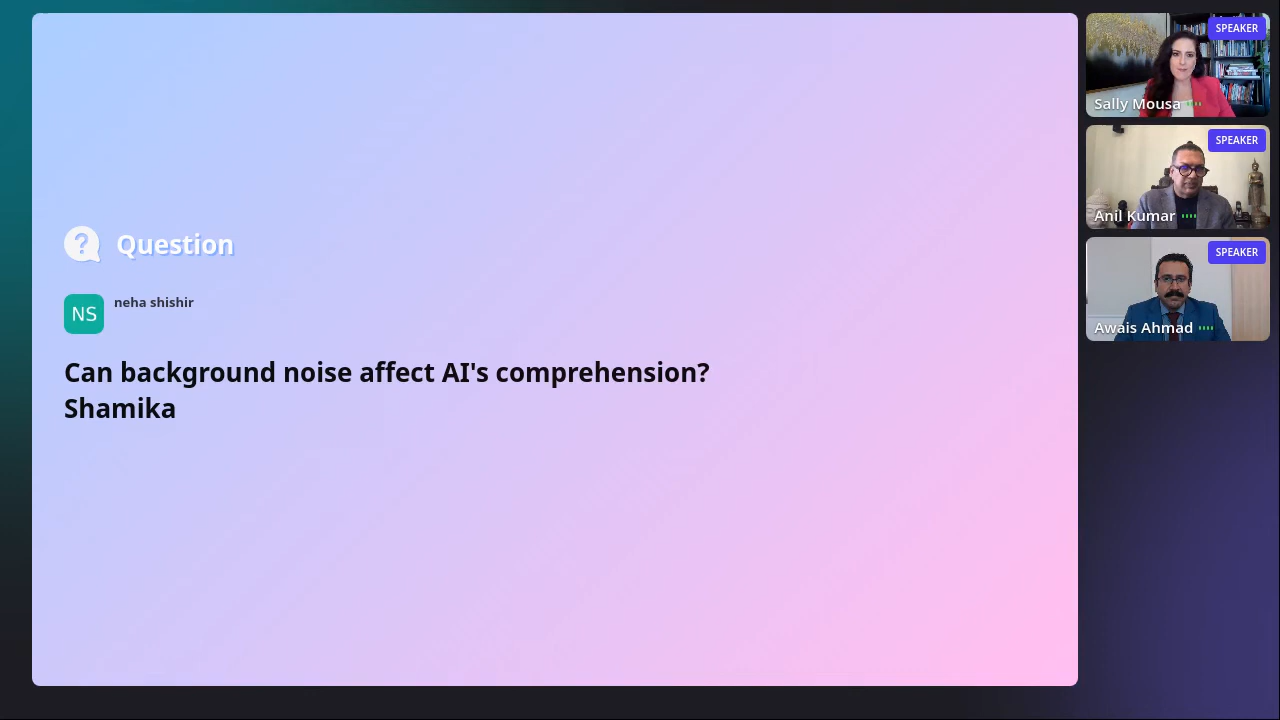 Question
NS
neha shishir
Can background noise affect AI's comprehension?
Shamika
SPEAKER
Sally Mousa
SPEAKER
Anil Kumar
SPEAKER
Awais Ahmad